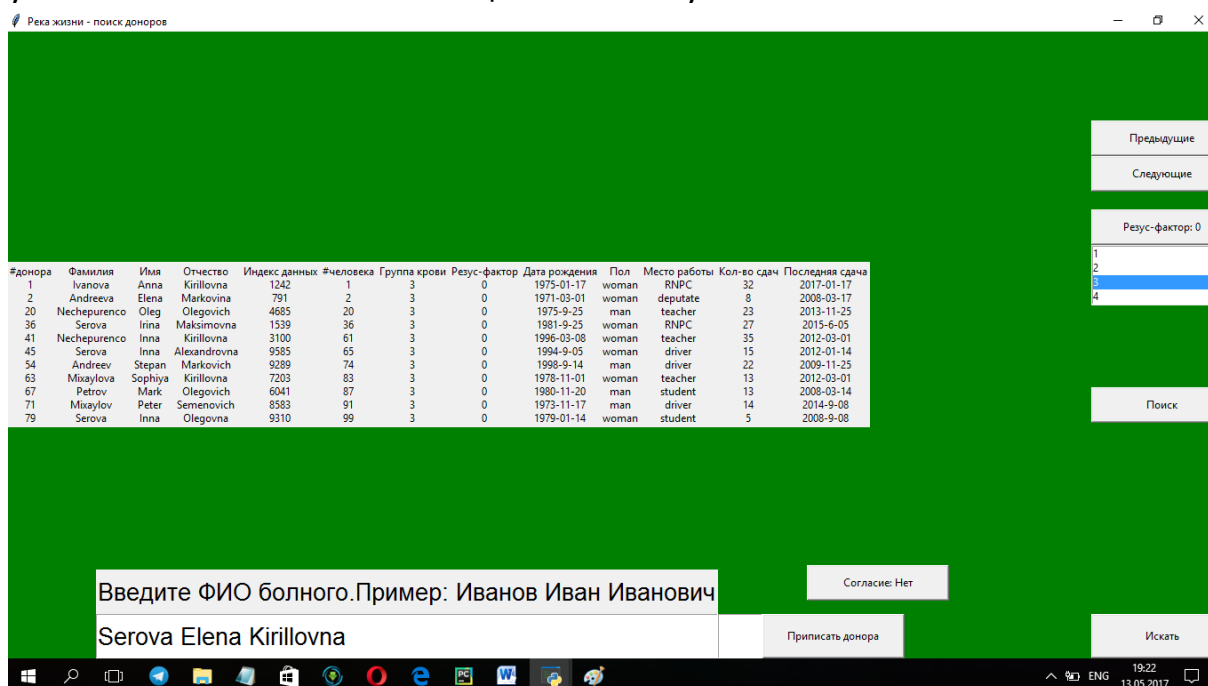 Река жизни - поиск доноров
Предыдущие
Следующие
Резус-фактор: 0
1
2
3
4
#донора Фамилия Имя Отчество Индекс данных #человека Группа крови Резус-фактор Дата рождения Пол Место работы Кол-во сдач Последняя сдача
1 Ivanova Anna Kirillovna 1242 1 3 0 1975-01-17 woman RNPC 32 2017-01-17
2 Andreeva Elena Markovina 791 2 3 0 1971-03-01 woman deputate 8 2008-03-17
20 Nechepurenco Oleg Olegovich 4685 20 3 0 1975-9-25 man teacher 23 2013-11-25
36 Serova Irina Maksimovna 1539 36 3 0 1981-9-25 woman RNPC 27 2015-6-05
41 Nechepurenco Inna Kirillovna 3100 61 3 0 1996-03-08 woman teacher 35 2012-03-01
45 Serova Inna Alexandrovna 9585 65 3 0 1994-9-05 woman driver 15 2012-01-14
54 Andreev Stepan Markovich 9289 74 3 0 1998-9-14 man driver 22 2009-11-25
63 Mixaylova Sophiya Kirillovna 7203 83 3 0 1978-11-01 woman teacher 13 2012-03-01
67 Petrov Mark Olegovich 6041 87 3 0 1980-11-20 man student 13 2008-03-14
71 Mixaylov Peter Semenovich 8583 91 3 0 1973-11-17 man driver 14 2014-9-08
79 Serova Inna Olegovna 9310 99 3 0 1979-01-14 woman student 5 2008-9-08
Поиск
Введите ФИО болного.Пример: Иванов Иван Иванович
Согласие: Нет
Serova Elena Kirillovna
Приписать донора
Искать
ENG
19:22
13.05.2017